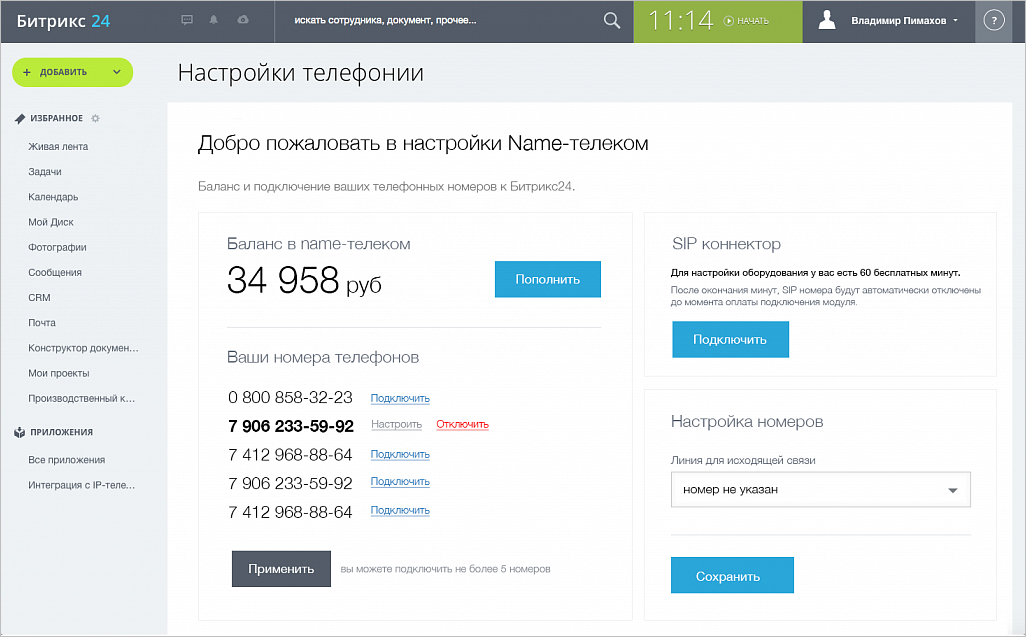 Битрикс 24
искать сотрудника, документ, прочее...
11:14 НАЧАТЬ
Владимир Пимахов
?
+ ДОБАВИТЬ
Настройки телефонии
ИЗБРАННОЕ
Живая лента
Задачи
Календарь
Мой Диск
Фотографии
Сообщения
CRM
Почта
Конструктор докумен...
Мои проекты
Производственный к...
ПРИЛОЖЕНИЯ
Все приложения
Интеграция с IP-теле...
Добро пожаловать в настройки Name-телеком
Баланс и подключение ваших телефонных номеров к Битрикс24.
Баланс в name-телеком
34 958 руб
Пополнить
Ваши номера телефонов
0 800 858-32-23 Подключить
7 906 233-59-92 Настроить Отключить
7 412 968-88-64 Подключить
7 906 233-59-92 Подключить
7 412 968-88-64 Подключить
Применить вы можете подключить не более 5 номеров
SIP коннектор
Для настройки оборудования у вас есть 60 бесплатных минут.
После окончания минут, SIP номера будут автоматически отключены
до момента оплаты подключения модуля.
Подключить
Настройка номеров
Линия для исходящей связи
номер не указан
Сохранить